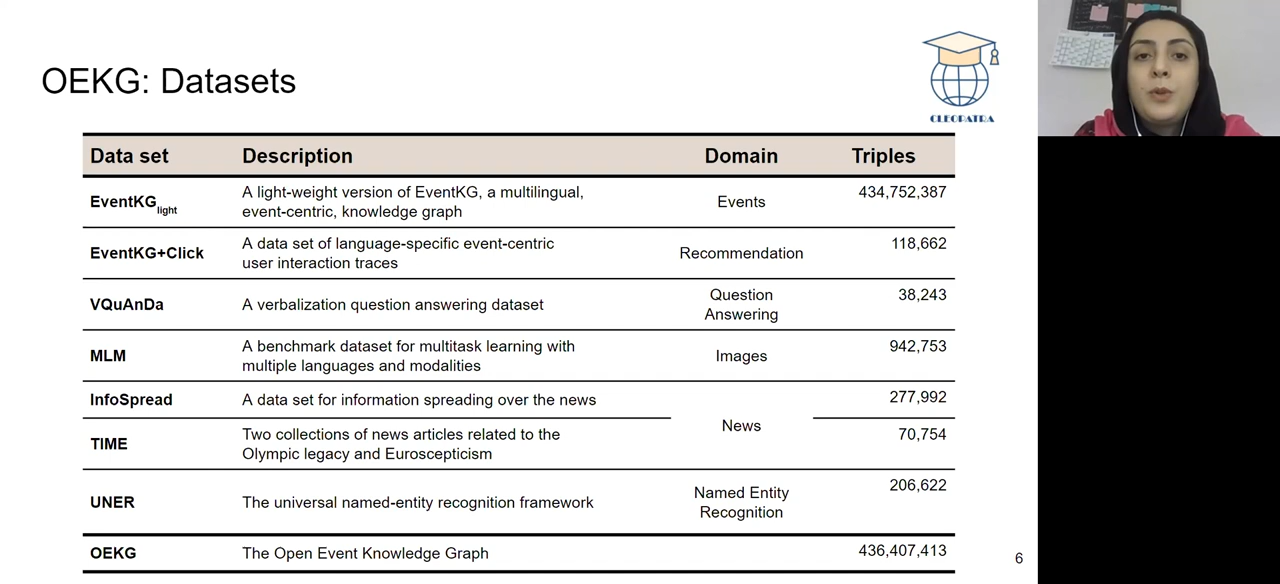 OEKG: Datasets
CLEOPATRA
Data set Description Domain Triples
EventKGlight A light-weight version of EventKG, a multilingual, event-centric, knowledge graph Events 434,752,387
EventKG+Click A data set of language-specific event-centric user interaction traces Recommendation 118,662
VQuAnDa A verbalization question answering dataset Question Answering 38,243
MLM A benchmark dataset for multitask learning with multiple languages and modalities Images 942,753
InfoSpread A data set for information spreading over the news News 277,992
TIME Two collections of news articles related to the Olympic legacy and Euroscepticism 70,754
UNER The universal named-entity recognition framework Named Entity Recognition 206,622
OEKG The Open Event Knowledge Graph 436,407,413
6